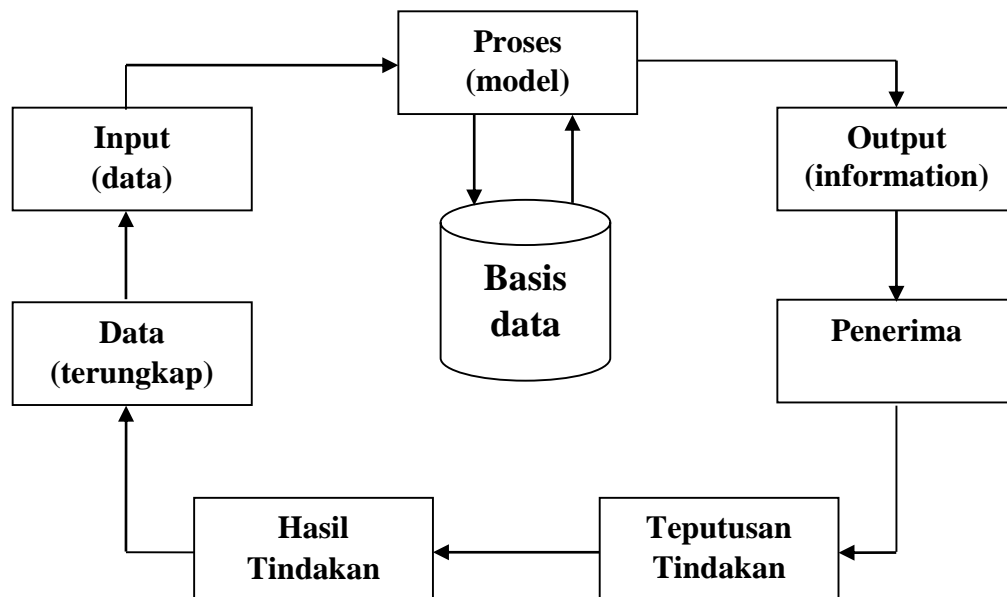 Proses
(model)
Input
(data)
Output
(information)
Basis
data
Data
(terungkap)
Penerima
Hasil
Tindakan
Teputusan
Tindakan